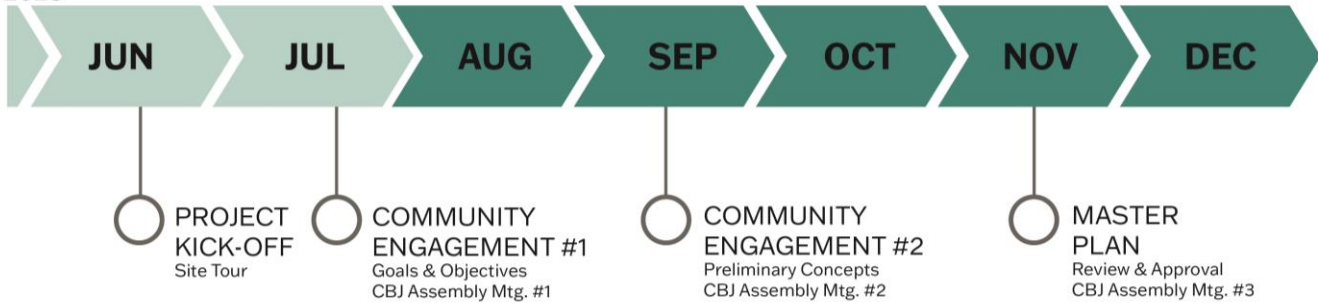 JUN JUL AUG SEP OCT NOV DEC
PROJECT
KICK-OFF
Site Tour
COMMUNITY
ENGAGEMENT #1
Goals & Objectives
CBJ Assembly Mtg. #1
COMMUNITY
ENGAGEMENT #2
Preliminary Concepts
CBJ Assembly Mtg. #2
MASTER
PLAN
Review & Approval
CBJ Assembly Mtg. #3